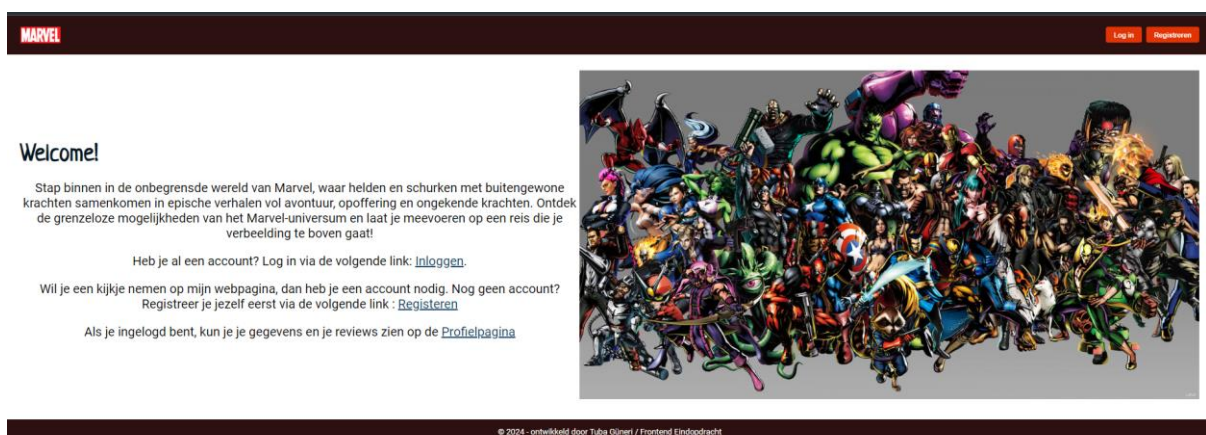 MARVEL
Log in
Registreren
Welcome!
Stap binnen in de onbegrensde wereld van Marvel, waar helden en schurken met buitengewone
krachten samenkomen in epische verhalen vol avontuur, opoffering en ongekende krachten. Ontdek
de grenzeloze mogelijkheden van het Marvel-universum en laat je meevoeren op een reis die je
verbeelding te boven gaat!
Heb je al een account? Log in via de volgende link: Inloggen.
Wil je een kijkje nemen op mijn webpagina, dan heb je een account nodig. Nog geen account?
Registreer je jezelf eerst via de volgende link : Registeren
Als je ingelogd bent, kun je je gegevens en je reviews zien op de Profielpagina
© 2024 - ontwikkeld door Tuba Güneri / Frontend Eindopdracht